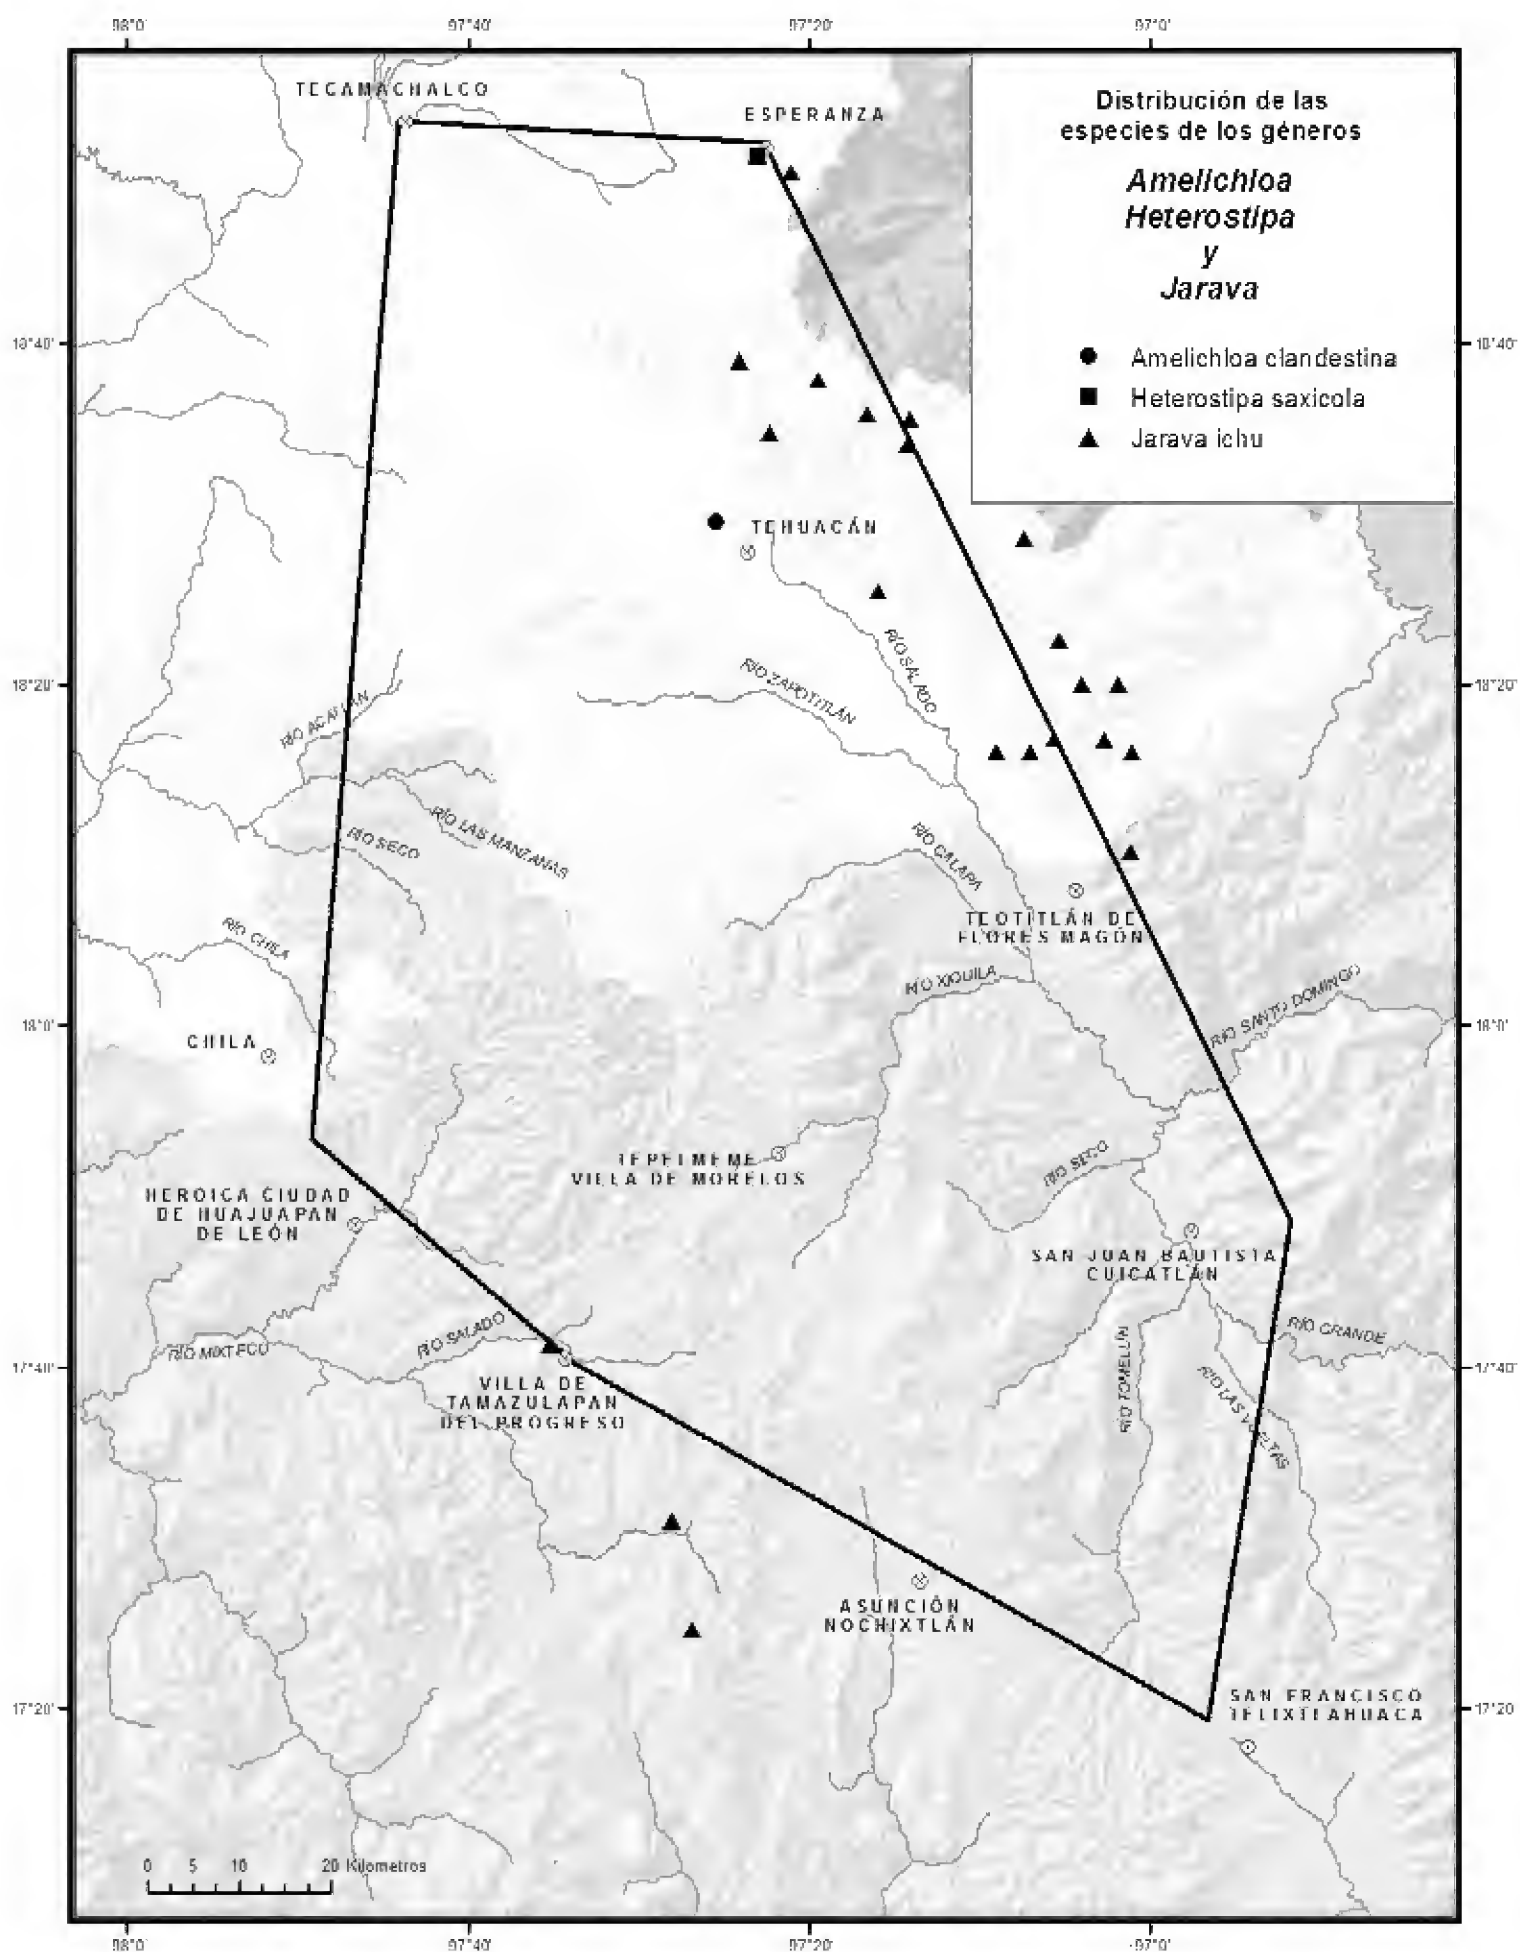 98°0' 97°40' 97°20' 97°0'
TECAMACHALCO
ESPERANZA
Distribución de las
especies de los géneros
Amelichloa
Heterostipa
y
Jarava
Amelichloa clandestina
Heterostipa saxicola
Jarava ichu
18°40' 18°40'
TEHUACÁN
RÍO SALADO
RÍO ZAPOTITLÁN
18°20' 18°20'
RÍO ACATLÁN
RÍO LAS MANZANAS
RÍO SECO
RÍO CALAPA
TEOTITLÁN DE
FLORES MAGÓN
RÍO CHILA
RÍO XIQUILA
RÍO SANTO DOMINGO
18°0' 18°0'
CHILA
TEPELMEME
VILLA DE MORELOS
RÍO SECO
HEROICA CIUDAD
DE HUAJUAPAN
DE LEÓN
SAN JUAN BAUTISTA
CUICATLÁN
RÍO MIXTECO
RÍO SALADO
RÍO GRANDE
RÍO TOMELLÍN
RÍO LAS VUELTAS
17°40' 17°40'
VILLA DE
TAMAZULAPAN
DEL PROGRESO
ASUNCIÓN
NOCHIXTLÁN
17°20' 17°20'
SAN FRANCISCO
TELIXTLAHUACA
0 5 10 20 Kilometros
98°0' 97°40' 97°20' 97°0'